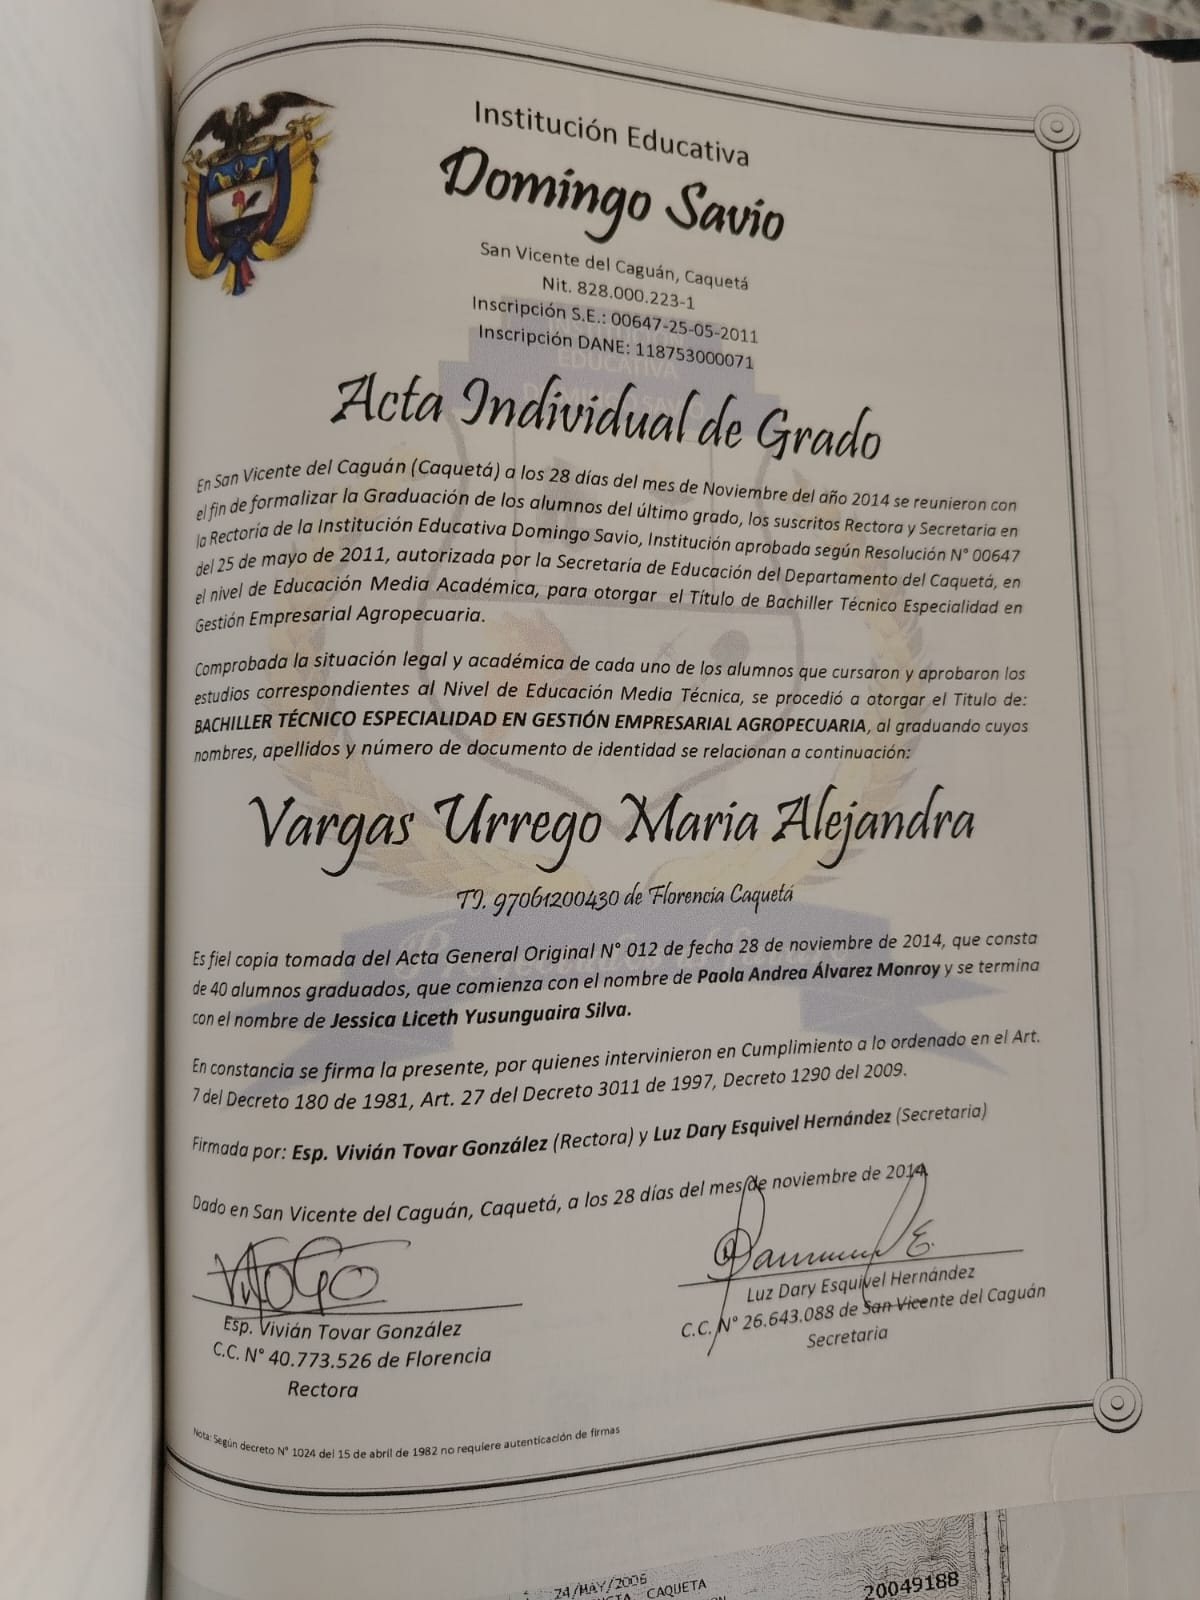 Institución Educativa
Domingo Savio
San Vicente del Caguán, Caquetá
Nit. 828.000.223-1
Inscripción S.E.: 00647-25-05-2011
Inscripción DANE: 118753000071
INSTITUCIÓN
EDUCATIVA
DOMINGO SAVIO
Acta Individual de Grado
En San Vicente del Caguán (Caquetá) a los 28 días del mes de Noviembre del año 2014 se reunieron con
el fin de formalizar la Graduación de los alumnos del último grado, los suscritos Rectora y Secretaria en
la Rectoría de la Institución Educativa Domingo Savio, Institución aprobada según Resolución N° 00647
del 25 de mayo de 2011, autorizada por la Secretaría de Educación del Departamento del Caquetá, en
el nivel de Educación Media Académica, para otorgar el Título de Bachiller Técnico Especialidad en
Gestión Empresarial Agropecuaria.
Comprobada la situación legal y académica de cada uno de los alumnos que cursaron y aprobaron los
estudios correspondientes al Nivel de Educación Media Técnica, se procedió a otorgar el Titulo de:
BACHILLER TÉCNICO ESPECIALIDAD EN GESTIÓN EMPRESARIAL AGROPECUARIA, al graduando cuyos
nombres, apellidos y número de documento de identidad se relacionan a continuación:
Vargas Urrego Maria Alejandra
TI. 97061200430 de Florencia Caquetá
Es fiel copia tomada del Acta General Original N° 012 de fecha 28 de noviembre de 2014, que consta
de 40 alumnos graduados, que comienza con el nombre de Paola Andrea Álvarez Monroy y se termina
con el nombre de Jessica Liceth Yusunguaira Silva.
En constancia se firma la presente, por quienes intervinieron en Cumplimiento a lo ordenado en el Art.
7 del Decreto 180 de 1981, Art. 27 del Decreto 3011 de 1997, Decreto 1290 del 2009.
Firmada por: Esp. Vivián Tovar González (Rectora) y Luz Dary Esquivel Hernández (Secretaria)
Dado en San Vicente del Caguán, Caquetá, a los 28 días del mes de noviembre de 2014
Esp. Vivián Tovar González
C.C. N° 40.773.526 de Florencia
Rectora
Luz Dary Esquivel Hernández
C.C. N° 26.643.088 de San Vicente del Caguán
Secretaria
Nota: Según decreto N° 1024 del 15 de abril de 1982 no requiere autenticación de firmas
24/MAY/2006
CAQUETA
20049188